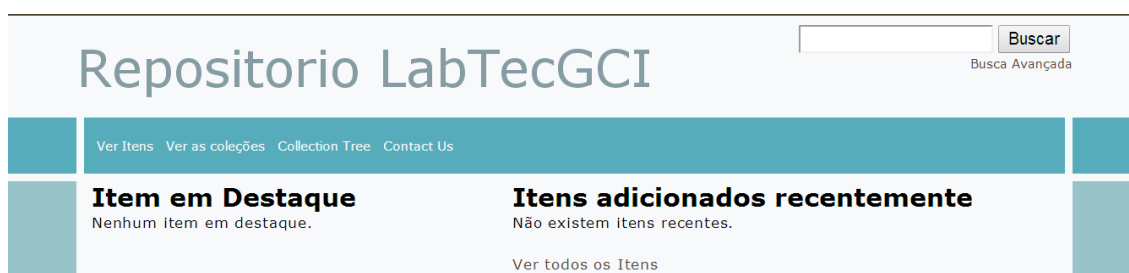 Repositorio LabTecGCI
Buscar
Busca Avançada
Ver Itens Ver as coleções Collection Tree Contact Us
Item em Destaque
Nenhum item em destaque.
Itens adicionados recentemente
Não existem itens recentes.
Ver todos os Itens